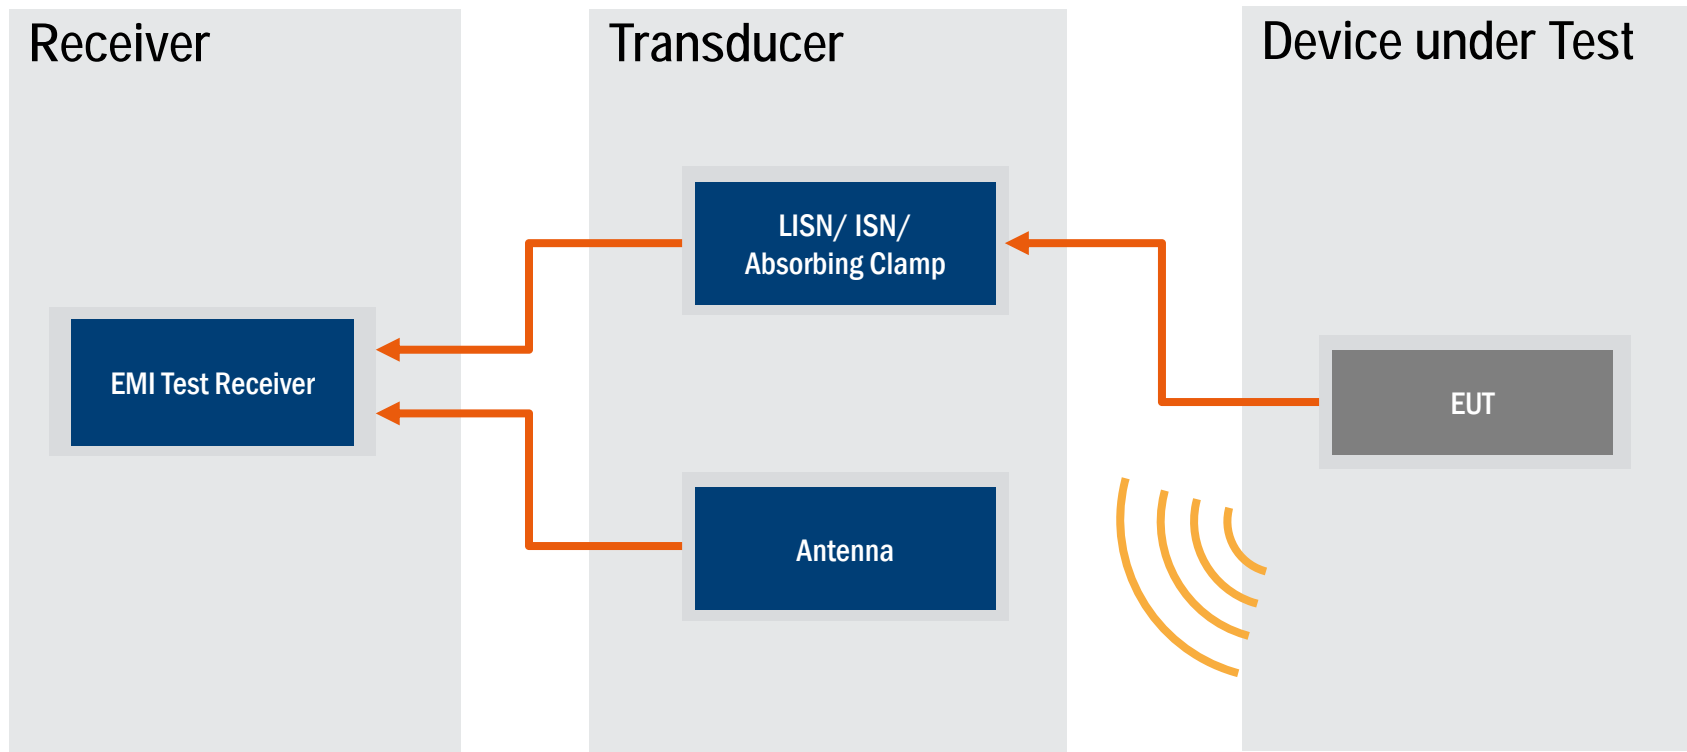 Receiver
Transducer
Device under Test
LISN/ ISN/
Absorbing Clamp
EMI Test Receiver
EUT
Antenna